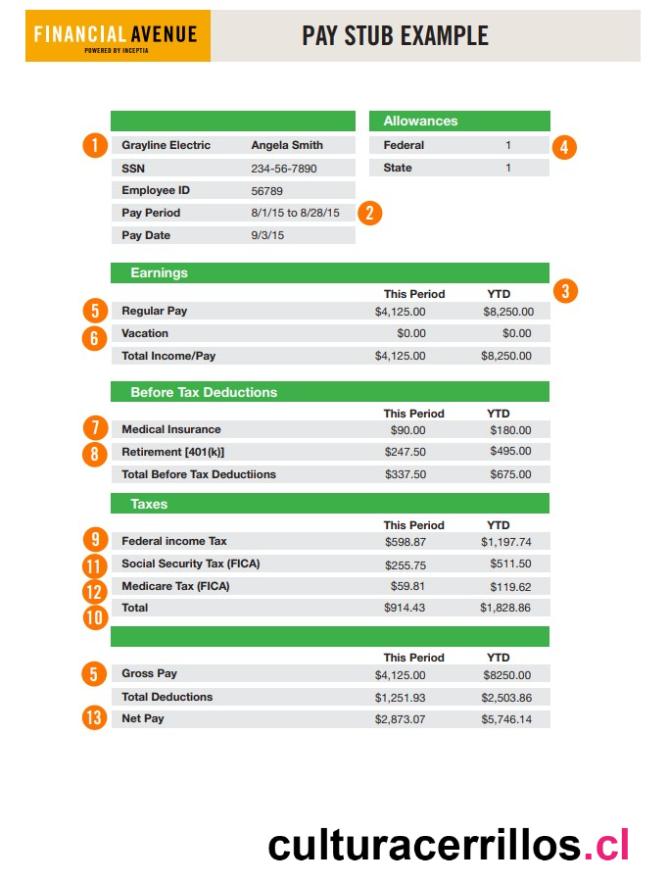 FINANCIAL AVENUE
POWERED BY INCEPTIA
PAY STUB EXAMPLE
Allowances
1 Grayline Electric Angela Smith
Federal 1 4
SSN 234-56-7890
State 1
Employee ID 56789
Pay Period 8/1/15 to 8/28/15 2
Pay Date 9/3/15
Earnings
This Period YTD 3
5 Regular Pay $4,125.00 $8,250.00
6 Vacation $0.00 $0.00
Total Income/Pay $4,125.00 $8,250.00
Before Tax Deductions
This Period YTD
7 Medical Insurance $90.00 $180.00
8 Retirement [401(k)] $247.50 $495.00
Total Before Tax Deductiions $337.50 $675.00
Taxes
This Period YTD
9 Federal income Tax $598.87 $1,197.74
11 Social Security Tax (FICA) $255.75 $511.50
12 Medicare Tax (FICA) $59.81 $119.62
10 Total $914.43 $1,828.86
This Period YTD
5 Gross Pay $4,125.00 $8250.00
Total Deductions $1,251.93 $2,503.86
13 Net Pay $2,873.07 $5,746.14
culturacerrillos.cl